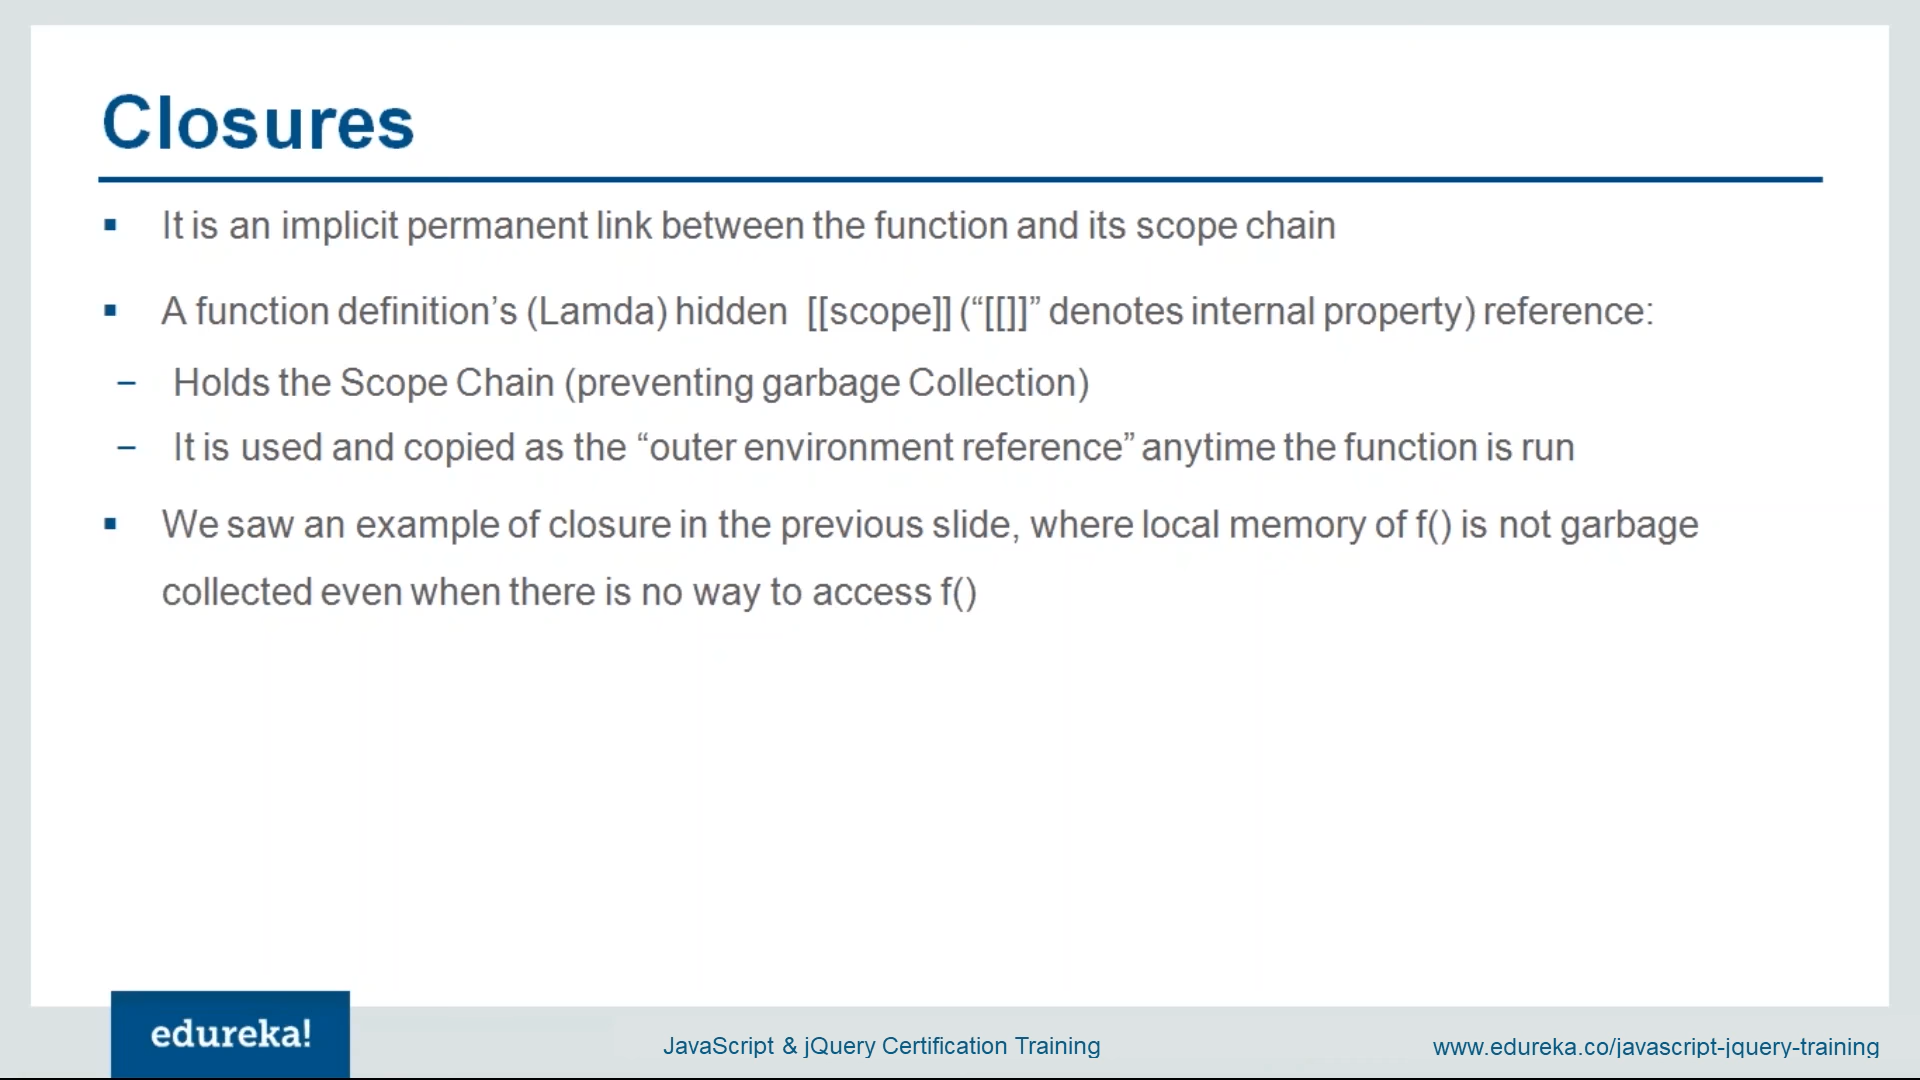 Closures
▪ It is an implicit permanent link between the function and its scope chain
▪ A function definition’s (Lamda) hidden [[scope]] (“[[]]” denotes internal property) reference:
− Holds the Scope Chain (preventing garbage Collection)
− It is used and copied as the “outer environment reference” anytime the function is run
▪ We saw an example of closure in the previous slide, where local memory of f() is not garbage
collected even when there is no way to access f()
edureka!
JavaScript & jQuery Certification Training
www.edureka.co/javascript-jquery-training